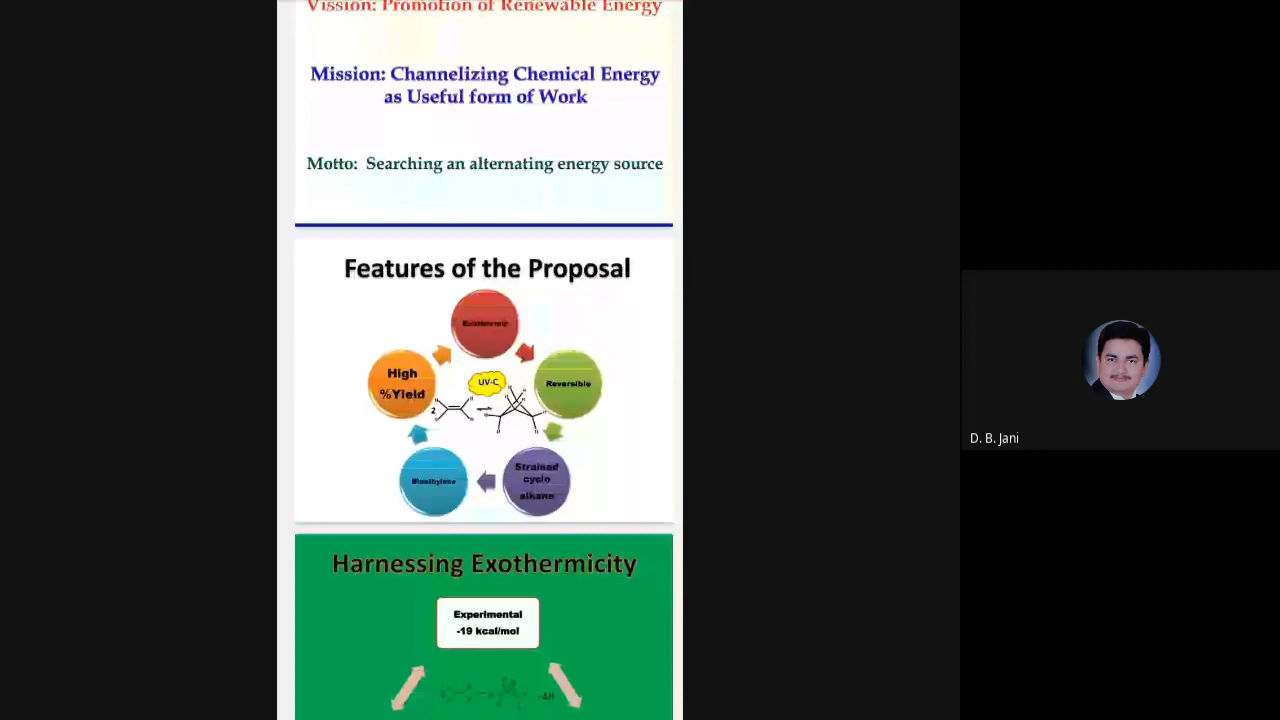 Vission: Promotion of Renewable Energy
Mission: Channelizing Chemical Energy
as Useful form of Work
Motto: Searching an alternating energy source
Features of the Proposal
High
%Yield
UV-C
Reversible
2
Strained
cyclo
alkane
Bioethylene
Harnessing Exothermicity
Experimental
-19 kcal/mol
D. B. Jani